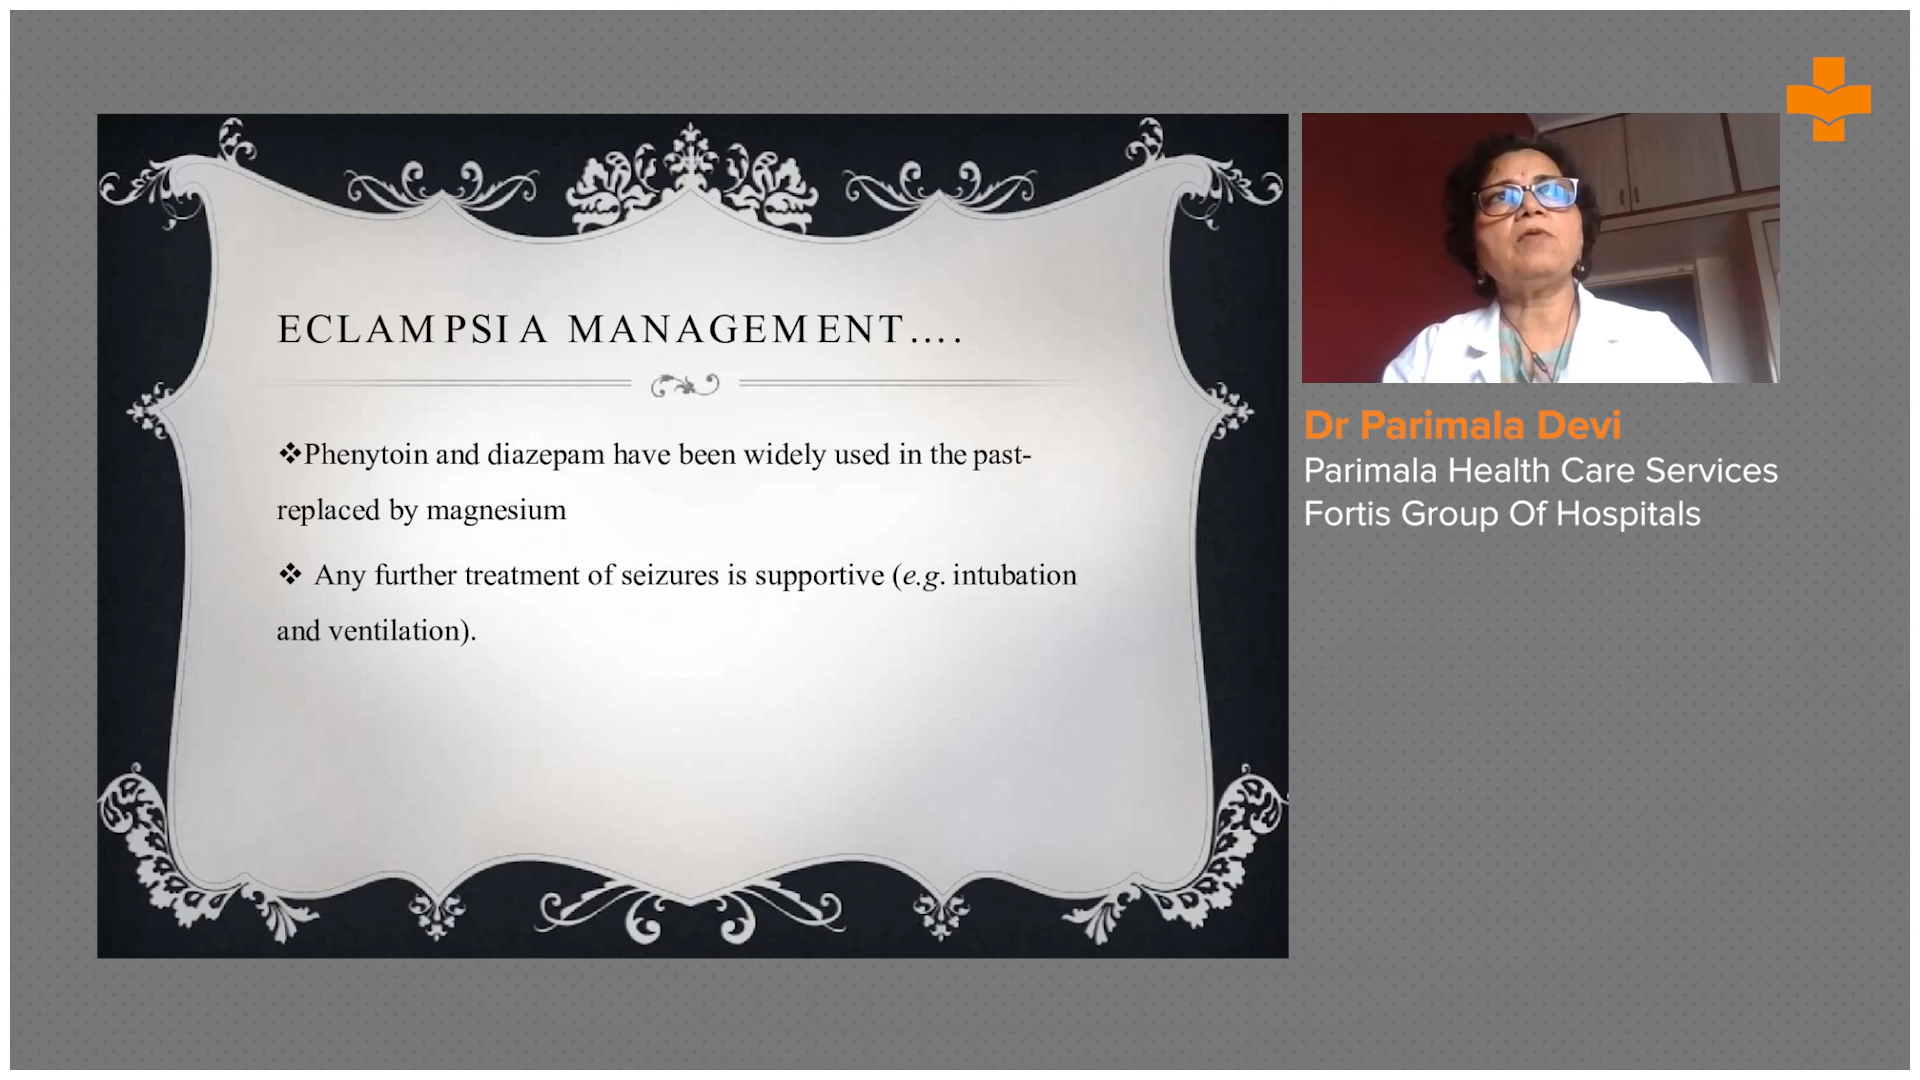 ECLAMPSIA MANAGEMENT....
❖Phenytoin and diazepam have been widely used in the past-
replaced by magnesium
❖ Any further treatment of seizures is supportive (e.g. intubation
and ventilation).
Dr Parimala Devi
Parimala Health Care Services
Fortis Group Of Hospitals